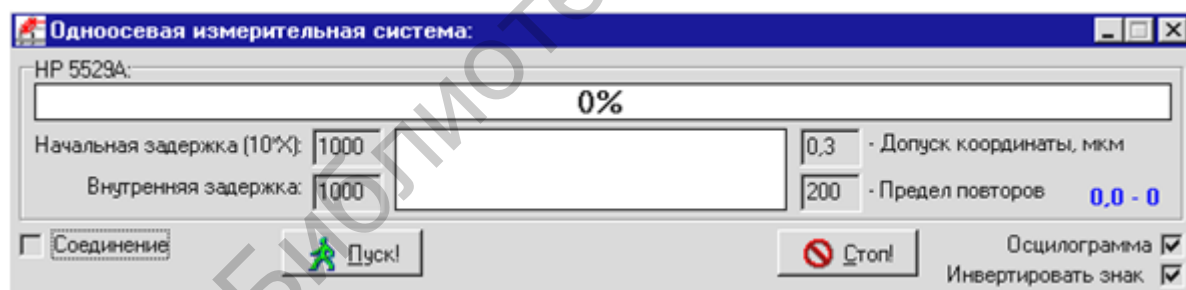 Одноосевая измерительная система:
HP 5529A:
0%
Начальная задержка (10*X): 1000
0,3 - Допуск координаты, мкм
Внутренняя задержка: 1000
200 - Предел повторов 0,0 - 0
Соединение
Пуск!
Стоп!
Осцилограмма
Инвертировать знак